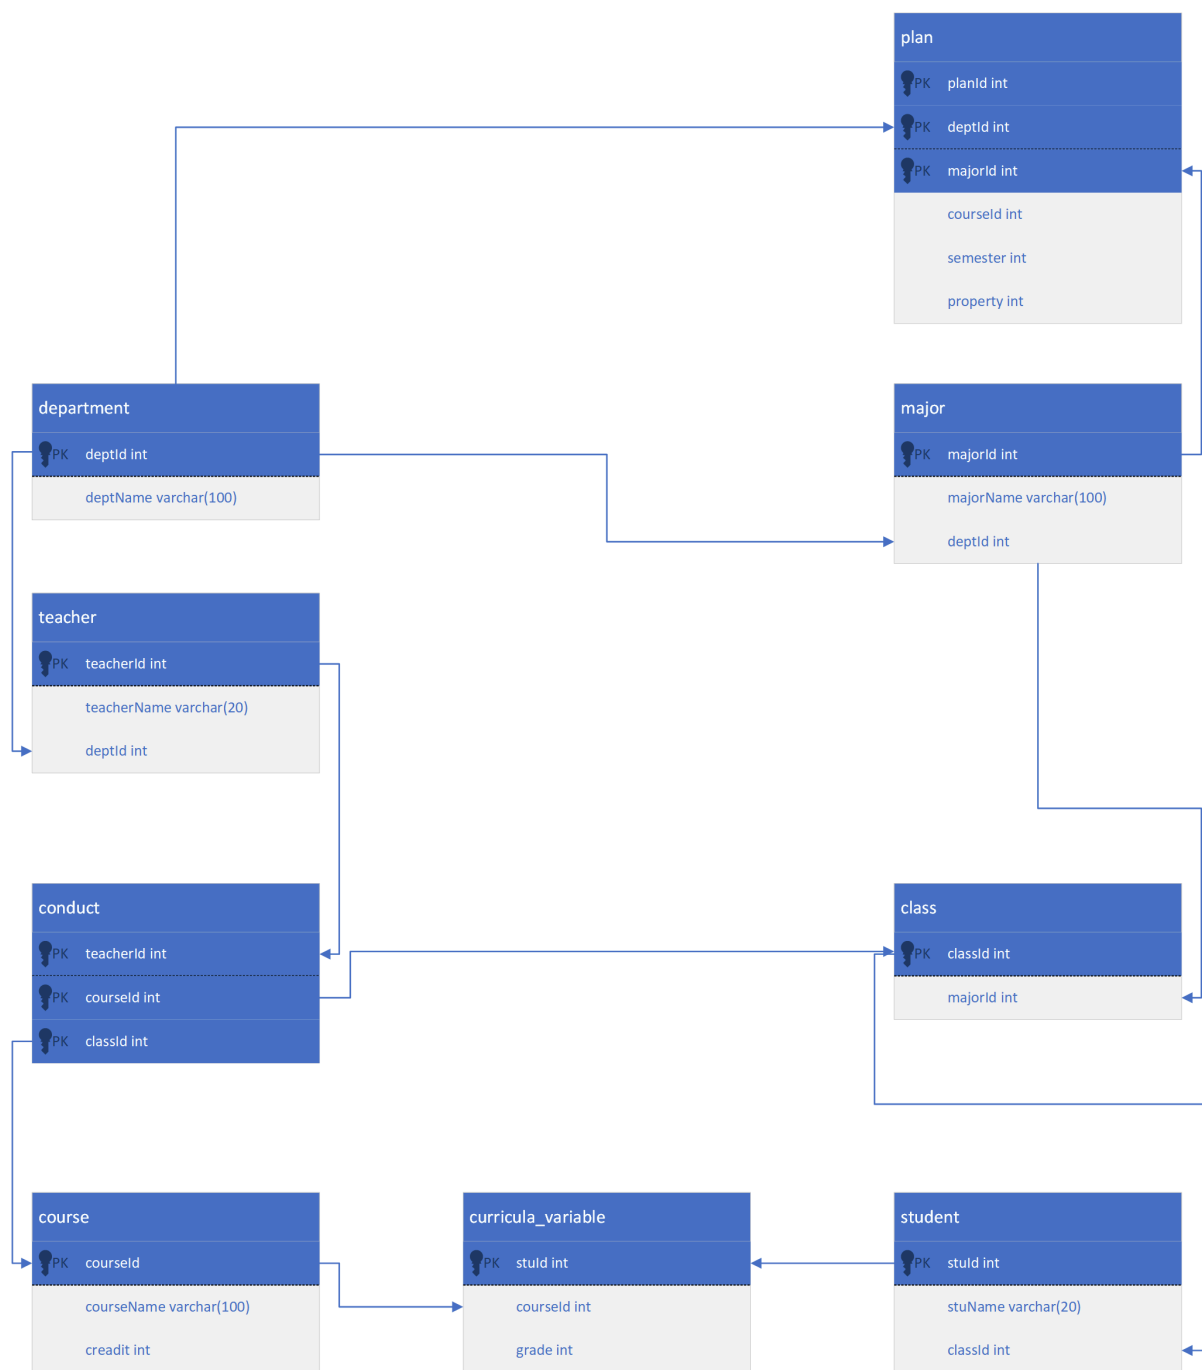 plan
PK planId int
PK deptId int
PK majorId int
courseId int
semester int
property int
department
PK deptId int
deptName varchar(100)
major
PK majorId int
majorName varchar(100)
deptId int
teacher
PK teacherId int
teacherName varchar(20)
deptId int
conduct
PK teacherId int
PK courseId int
PK classId int
class
PK classId int
majorId int
course
PK courseId
courseName varchar(100)
creadit int
curricula_variable
PK stuId int
courseId int
grade int
student
PK stuId int
stuName varchar(20)
classId int